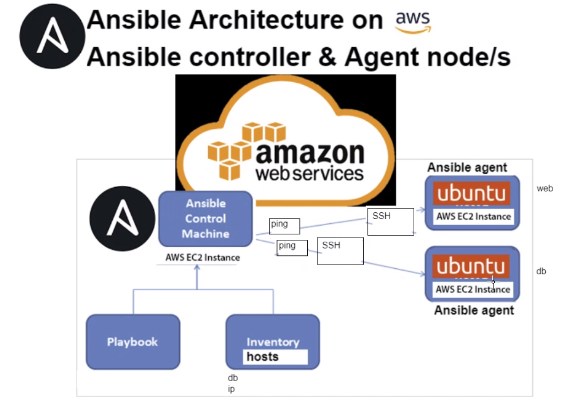 Ansible Architecture on aws
Ansible controller & Agent node/s
amazon
web services
Ansible agent
ubuntu
AWS EC2 Instance
web
Ansible
Control
Machine
AWS EC2 Instance
ping
SSH
ping
SSH
ubuntu
AWS EC2 Instance
db
Ansible agent
Playbook
Inventory
hosts
db
ip